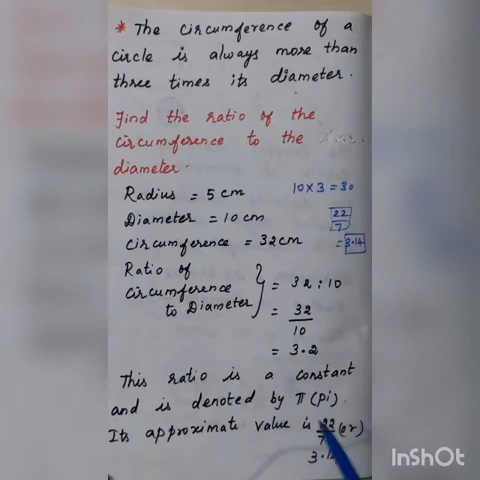 * The circumference of a
circle is always more than
three times its diameter.
Find the ratio of the
circumference to the
diameter.
Radius = 5 cm 10 x 3 = 30
Diameter = 10 cm 22/7
Circumference = 32 cm = 3.14
Ratio of
circumference = 32 : 10
to Diameter
= 32/10
= 3.2
This ratio is a constant
and is denoted by π (pi).
Its approximate value is 22/7 (or)
InShOt